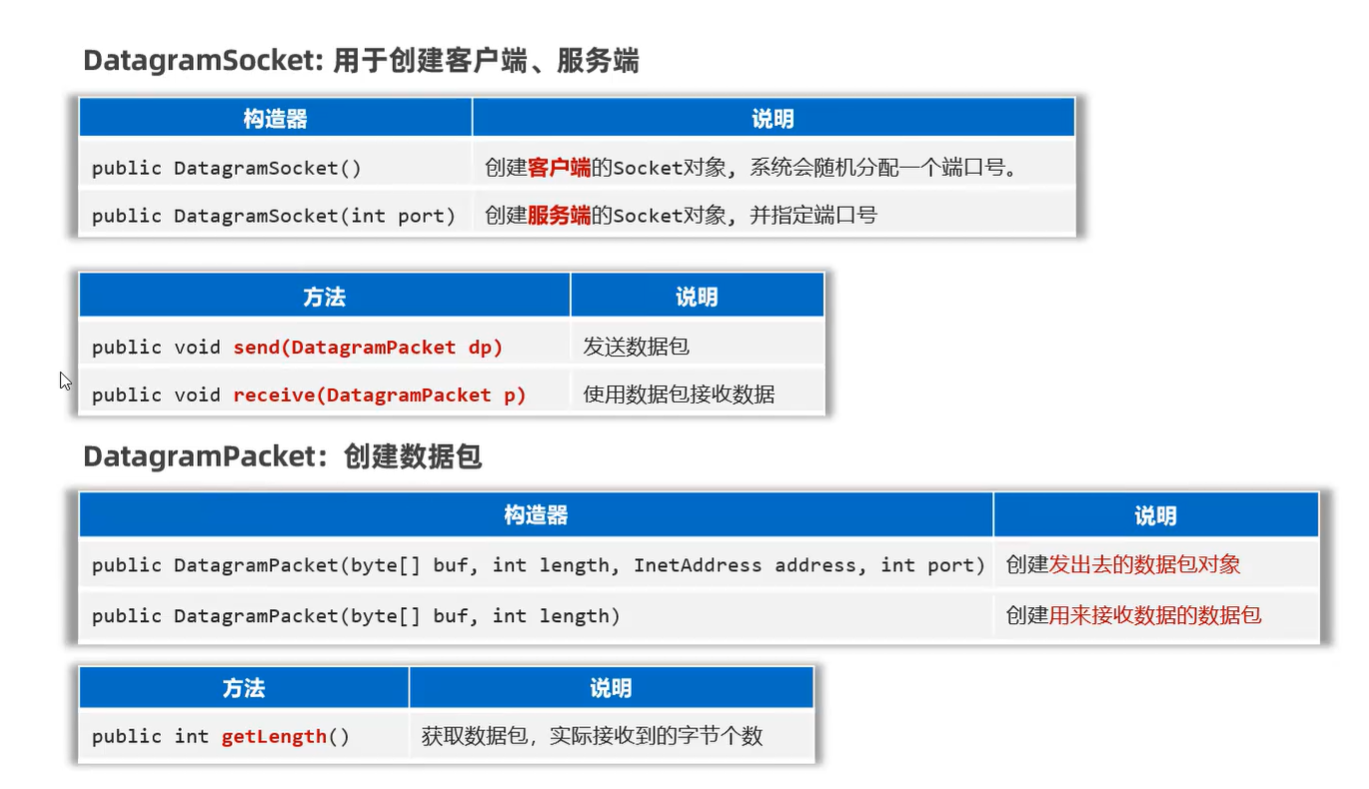 DatagramSocket: 用于创建客户端、服务端
构造器 说明
public DatagramSocket() 创建客户端的Socket对象，系统会随机分配一个端口号。
public DatagramSocket(int port) 创建服务端的Socket对象，并指定端口号
方法 说明
public void send(DatagramPacket dp) 发送数据包
public void receive(DatagramPacket p) 使用数据包接收数据
DatagramPacket：创建数据包
构造器 说明
public DatagramPacket(byte[] buf, int length, InetAddress address, int port) 创建发出去的数据包对象
public DatagramPacket(byte[] buf, int length) 创建用来接收数据的数据包
方法 说明
public int getLength() 获取数据包，实际接收到的字节个数